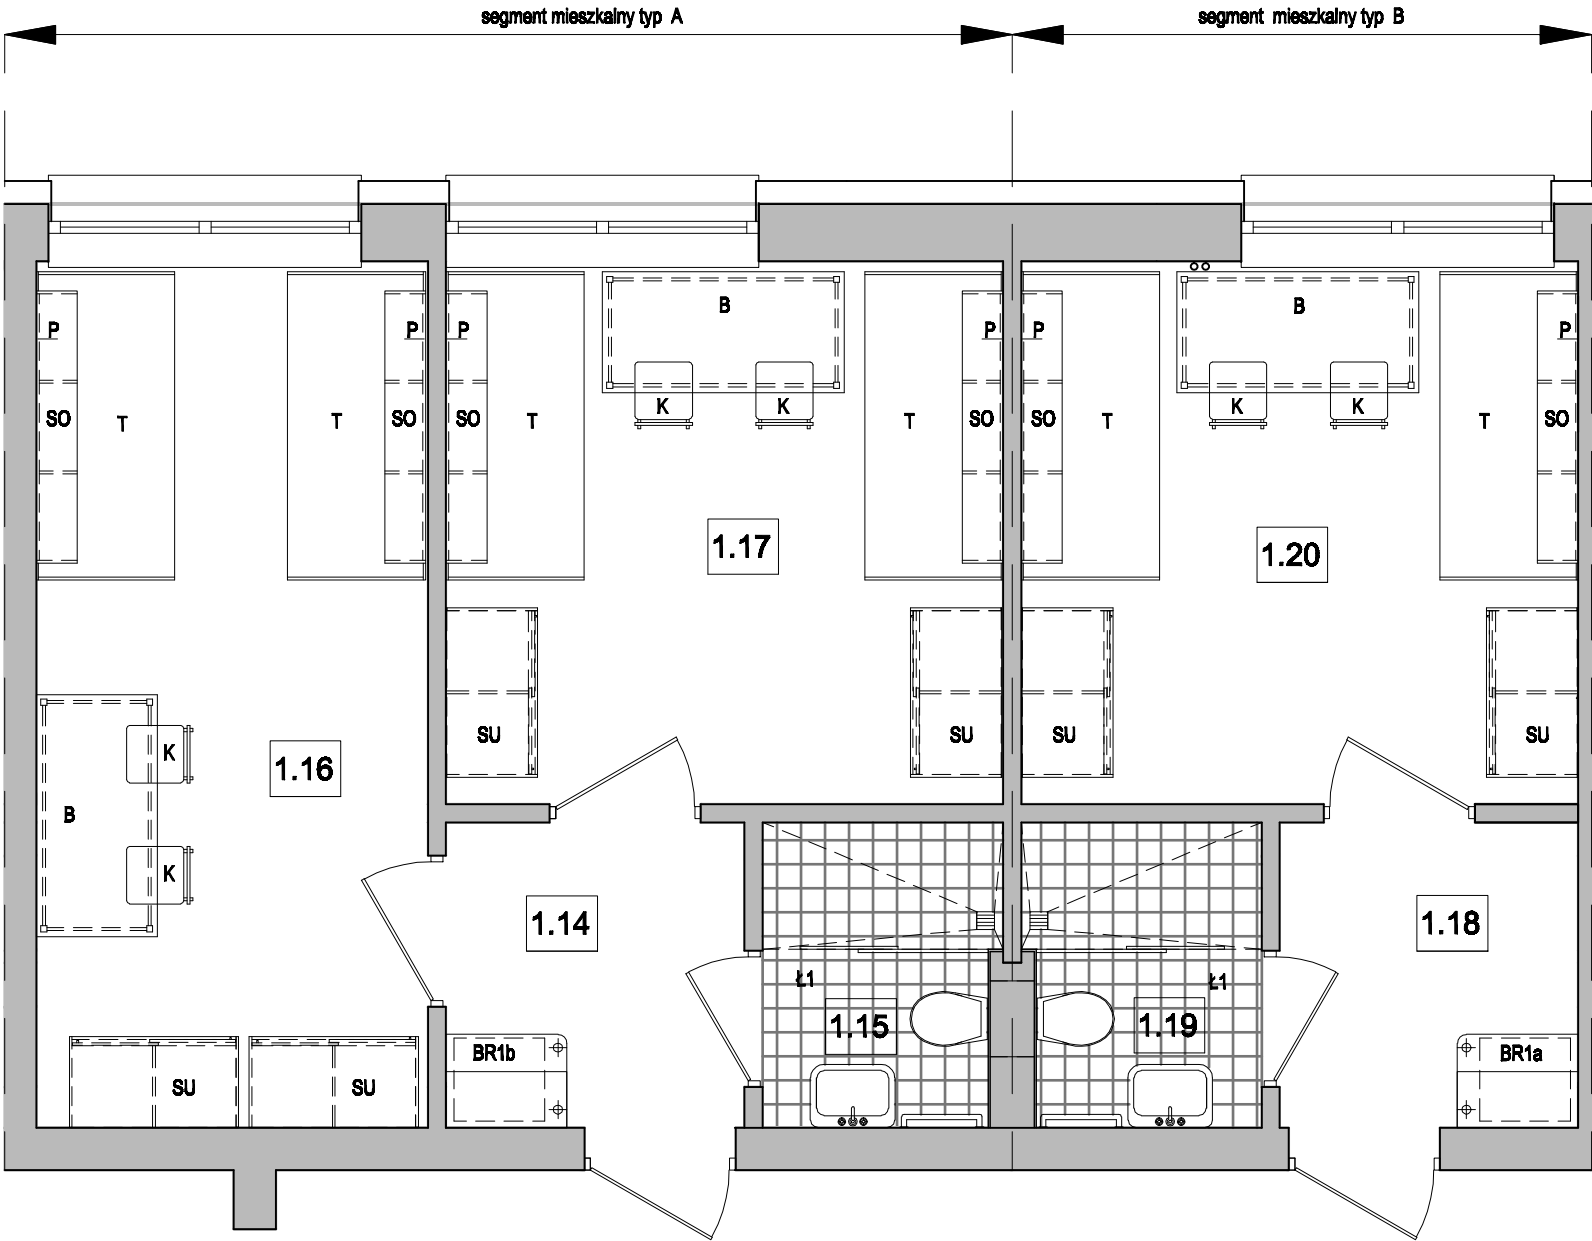 segment mieszkalny typ A
segment mieszkalny typ B
P
P
P
B
P
P
B
P
SO
T
T
SO
SO
T
K
K
T
SO
SO
T
K
K
T
SO
1.17
1.20
SU
SU
SU
SU
K
1.16
B
K
1.14
1.18
Ł1
Ł1
1.15
1.19
BR1b
BR1a
SU
SU